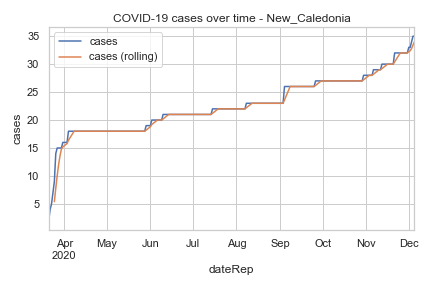 COVID-19 cases over time - New_Caledonia
cases
cases (rolling)
35
30
25
20
15
10
5
cases
Apr May Jun Jul Aug Sep Oct Nov Dec
2020
dateRep